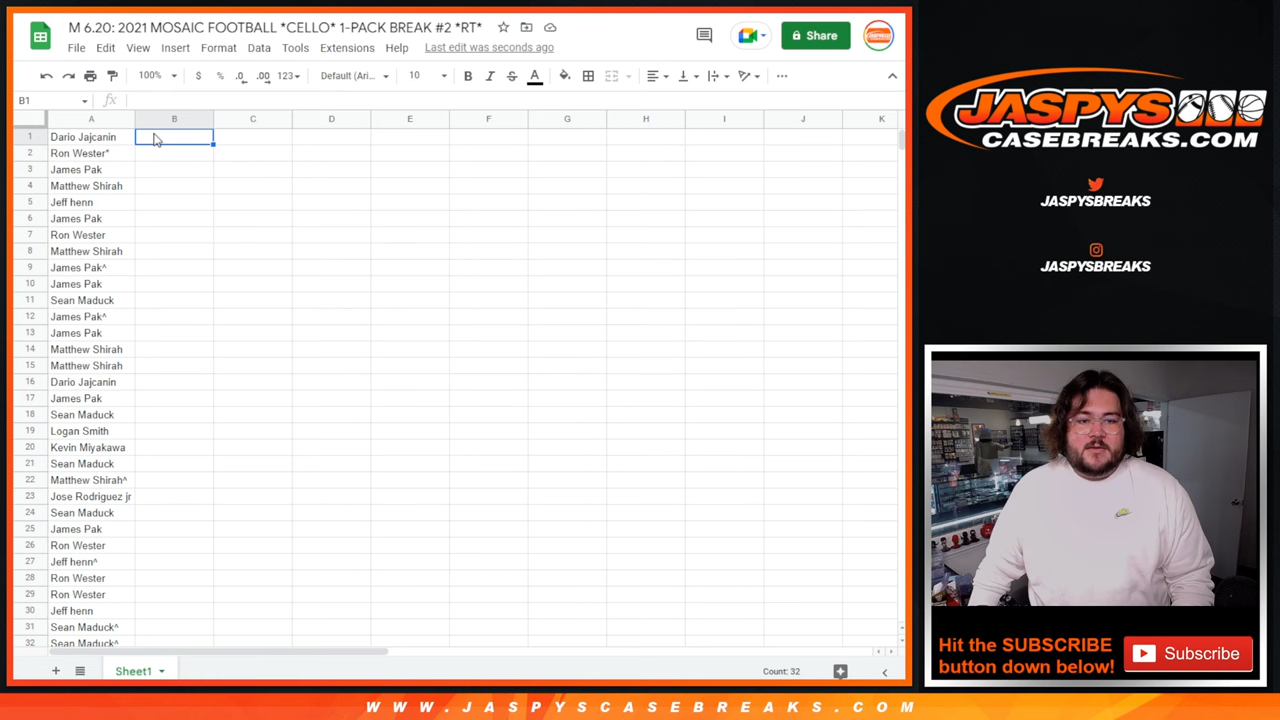 M 6.20: 2021 MOSAIC FOOTBALL *CELLO* 1-PACK BREAK #2 *RT*
File Edit View Insert Format Data Tools Extensions Help Last edit was seconds ago
Share
100% $ % .0 .00 123 Default (Ari... 10 B I S A
B1 fx
A B C D E F G H I J K
1 Dario Jajcanin
2 Ron Wester*
3 James Pak
4 Matthew Shirah
5 Jeff henn
6 James Pak
7 Ron Wester
8 Matthew Shirah
9 James Pak^
10 James Pak
11 Sean Maduck
12 James Pak^
13 James Pak
14 Matthew Shirah
15 Matthew Shirah
16 Dario Jajcanin
17 James Pak
18 Sean Maduck
19 Logan Smith
20 Kevin Miyakawa
21 Sean Maduck
22 Matthew Shirah^
23 Jose Rodriguez jr
24 Sean Maduck
25 James Pak
26 Ron Wester
27 Jeff henn^
28 Ron Wester
29 Ron Wester
30 Jeff henn
31 Sean Maduck^
32 Sean Maduck^
Sheet1
Count: 32
JASPYS
CASEBREAKS.COM
JASPYSBREAKS
JASPYSBREAKS
Hit the SUBSCRIBE
button down below!
Subscribe
WWW.JASPYSCASEBREAKS.COM